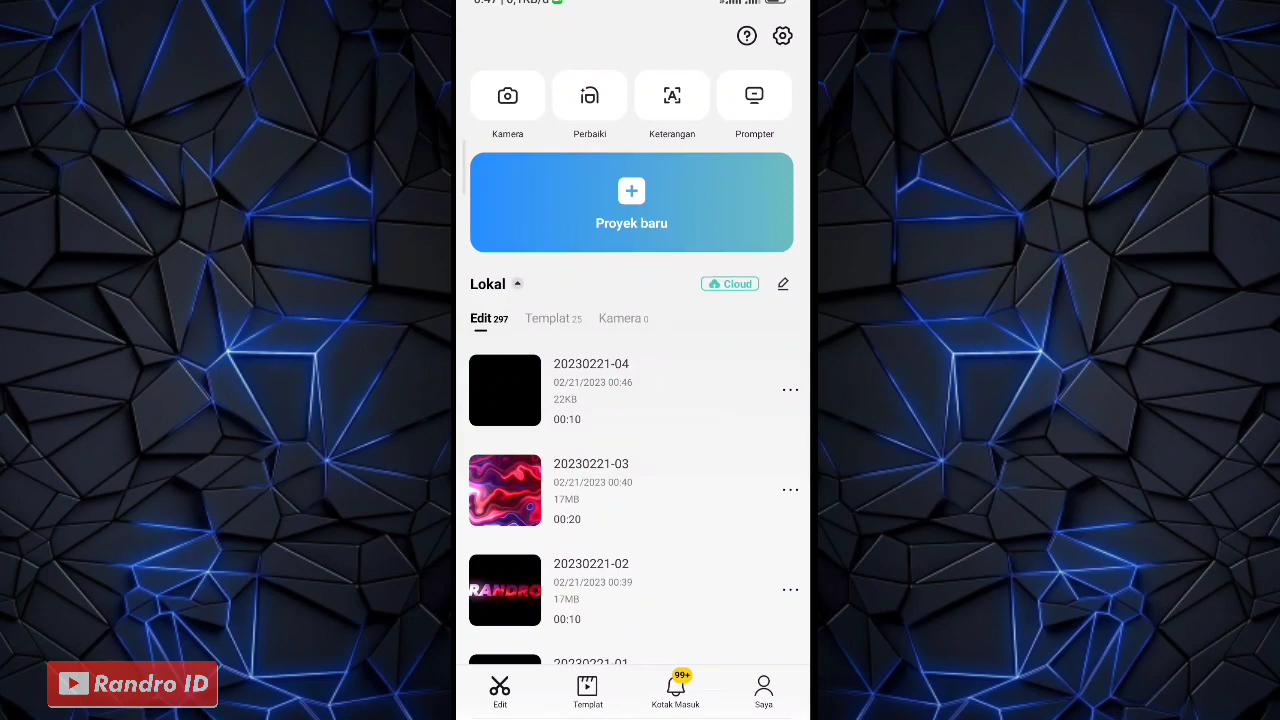 Kamera
Perbaiki
Keterangan
Prompter
Proyek baru
Lokal
Cloud
Edit 297
Templat 25
Kamera 0
20230221-04
02/21/2023 00:46
22KB
00:10
20230221-03
02/21/2023 00:40
17MB
00:20
RANDRO
20230221-02
02/21/2023 00:39
17MB
00:10
99+
Edit
Templat
Kotak Masuk
Saya
Randro ID